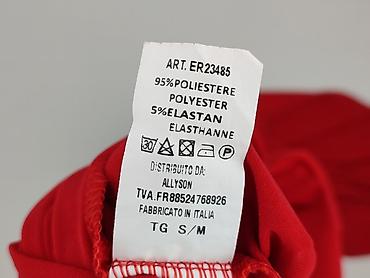 ART. ER23485
95%POLIESTERE
POLYESTER
5%ELASTAN
ELASTHANNE
DISTRIBUITO DA:
ALLYSON
TVA.FR88524768926
FABBRICATO IN ITALIA
TG S/M